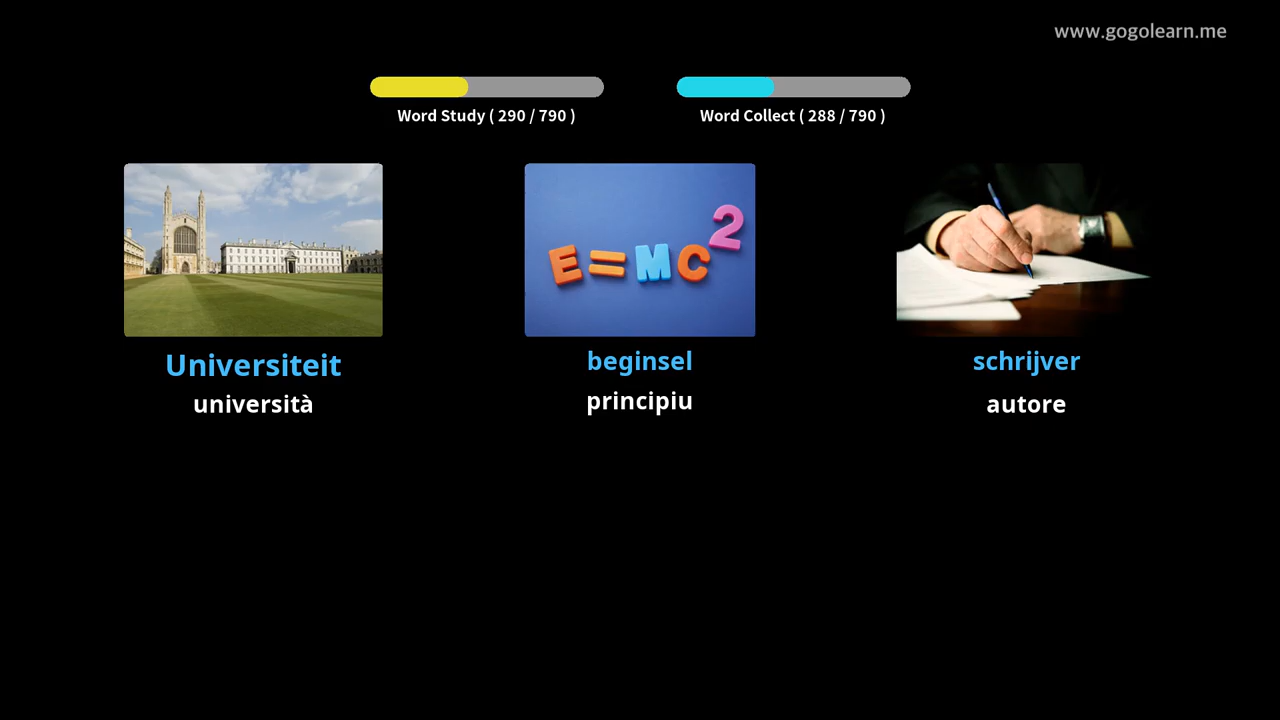 www.gogolearn.me
Word Study ( 290 / 790 )
Word Collect ( 288 / 790 )
E=MC2
Universiteit
beginsel
schrijver
università
principiu
autore